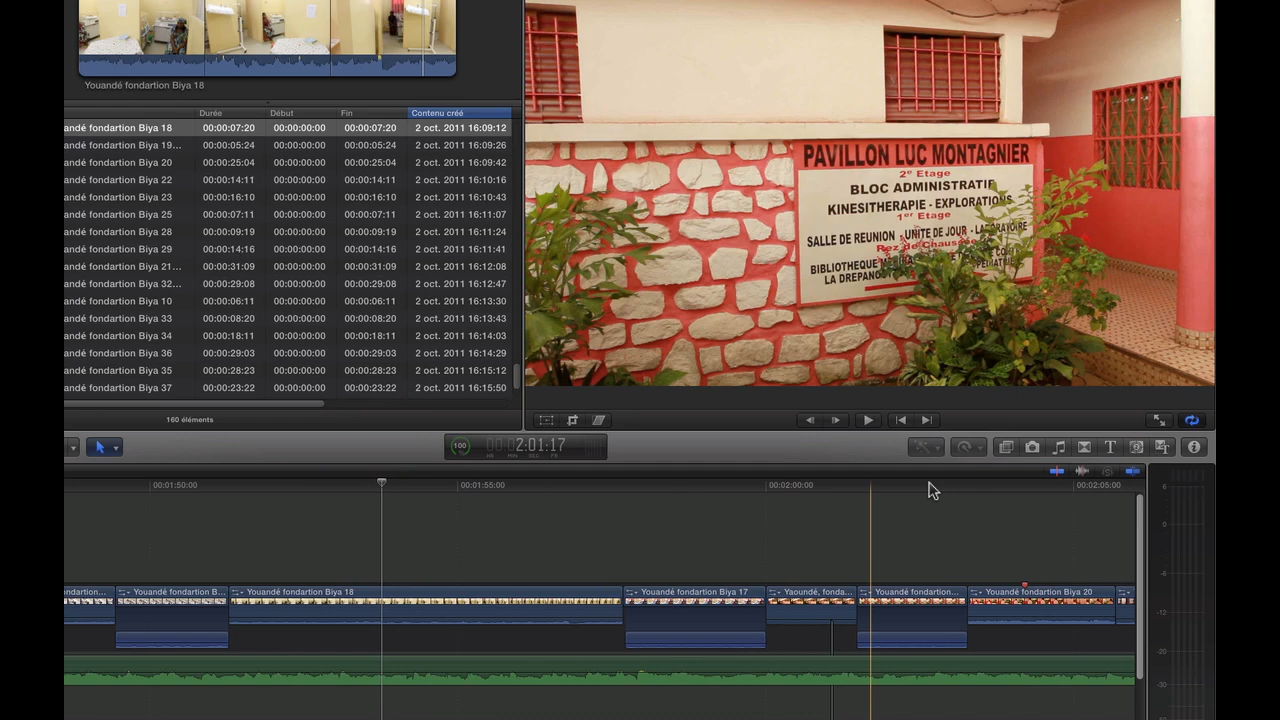 Youandé fondartion Biya 18
Durée Début Fin Contenu créé
andé fondartion Biya 18 00:00:07:20 00:00:00:00 00:00:07:20 2 oct. 2011 16:09:12
andé fondartion Biya 19... 00:00:05:24 00:00:00:00 00:00:05:24 2 oct. 2011 16:09:26
andé fondartion Biya 20 00:00:25:04 00:00:00:00 00:00:25:04 2 oct. 2011 16:09:42
andé fondartion Biya 22 00:00:14:11 00:00:00:00 00:00:14:11 2 oct. 2011 16:10:16
andé fondartion Biya 23 00:00:16:10 00:00:00:00 00:00:16:10 2 oct. 2011 16:10:43
andé fondartion Biya 25 00:00:07:11 00:00:00:00 00:00:07:11 2 oct. 2011 16:11:07
andé fondartion Biya 28 00:00:09:19 00:00:00:00 00:00:09:19 2 oct. 2011 16:11:24
andé fondartion Biya 29 00:00:14:16 00:00:00:00 00:00:14:16 2 oct. 2011 16:11:41
andé fondartion Biya 21... 00:00:31:09 00:00:00:00 00:00:31:09 2 oct. 2011 16:12:08
andé fondartion Biya 32... 00:00:29:08 00:00:00:00 00:00:29:08 2 oct. 2011 16:12:47
andé fondartion Biya 10 00:00:06:11 00:00:00:00 00:00:06:11 2 oct. 2011 16:13:30
andé fondartion Biya 33 00:00:08:20 00:00:00:00 00:00:08:20 2 oct. 2011 16:13:43
andé fondartion Biya 34 00:00:18:11 00:00:00:00 00:00:18:11 2 oct. 2011 16:14:03
andé fondartion Biya 36 00:00:29:03 00:00:00:00 00:00:29:03 2 oct. 2011 16:14:29
andé fondartion Biya 35 00:00:28:23 00:00:00:00 00:00:28:23 2 oct. 2011 16:15:12
andé fondartion Biya 37 00:00:23:22 00:00:00:00 00:00:23:22 2 oct. 2011 16:15:50
160 éléments
PAVILLON LUC MONTAGNIER
2e Etage
BLOC ADMINISTRATIF
KINESITHERAPIE - EXPLORATIONS
1er Etage
SALLE DE REUNION - UNITE DE JOUR -
Rez de Chaussée
BIBLIOTHEQUE
LA DREPANO
100 00:00:2:01:17
HR MIN SEC FR
00:01:50:00 00:01:55:00 00:02:00:00 00:02:05:00
ndartion... Youandé fondartion B... Youandé fondartion Biya 18 Youandé fondartion Biya 17 Yaoundé, fonda... Youandé fondartion... Youandé fondartion Biya 20
6
0
-6
-12
-20
-30